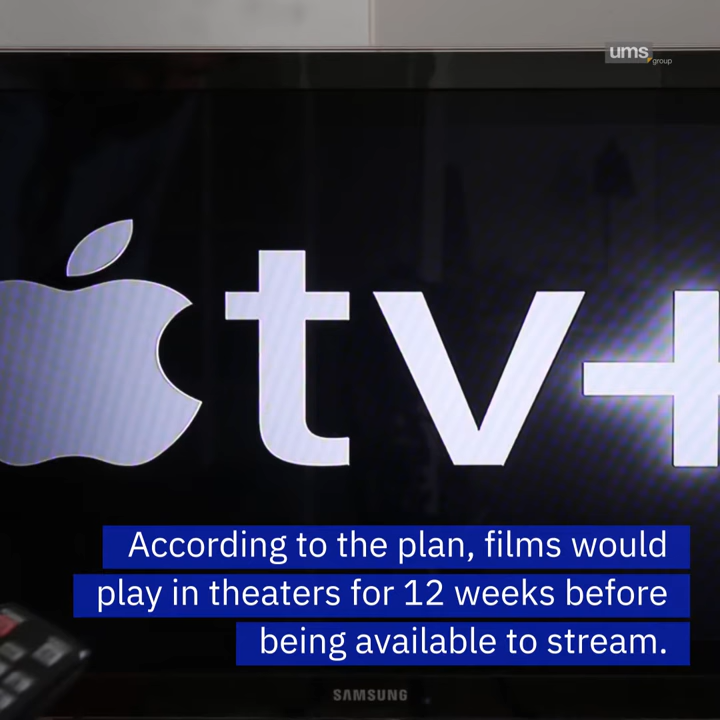 ums
group
tv+
According to the plan, films would
play in theaters for 12 weeks before
being available to stream.
SAMSUNG